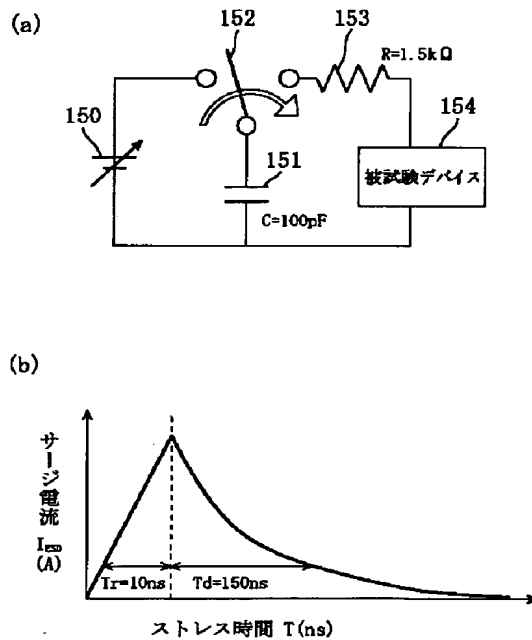 (a)
152
153
R=1.5kΩ
150
154
被試験デバイス
151
C=100pF
(b)
サージ電流
I_ESD
(A)
Tr=10ns
Td=150ns
ストレス時間 T(ns)